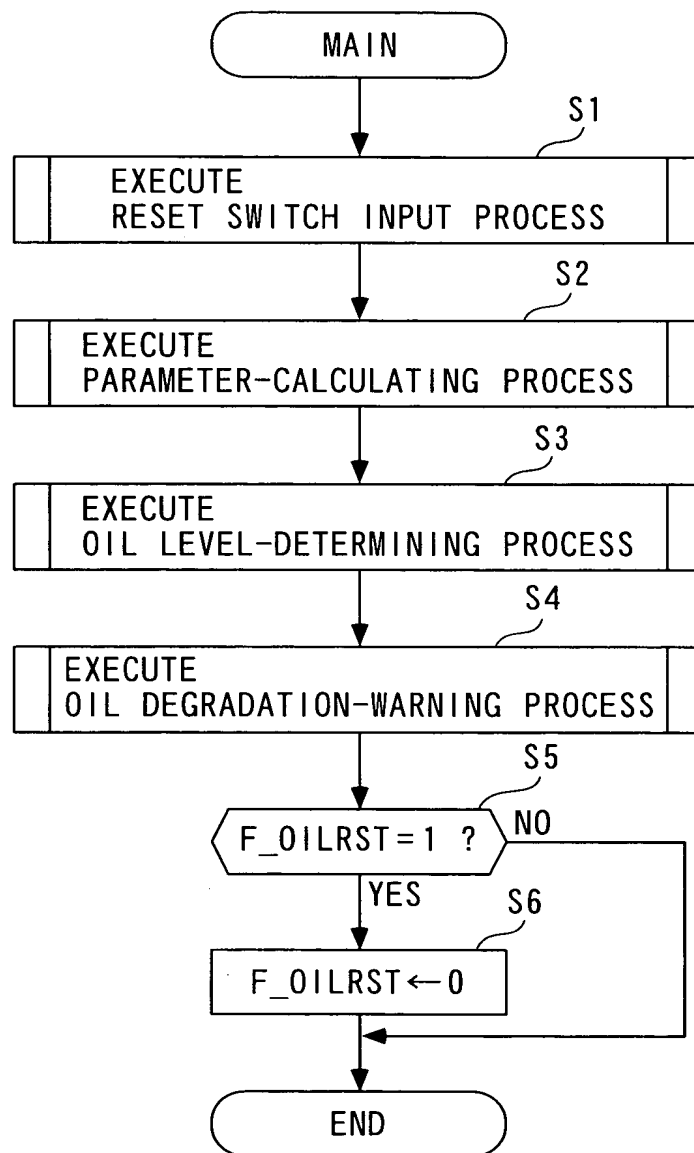 MAIN
S1
EXECUTE
RESET SWITCH INPUT PROCESS
S2
EXECUTE
PARAMETER-CALCULATING PROCESS
S3
EXECUTE
OIL LEVEL-DETERMINING PROCESS
S4
EXECUTE
OIL DEGRADATION-WARNING PROCESS
S5
F_OILRST=1 ?
NO
YES
S6
F_OILRST←0
END